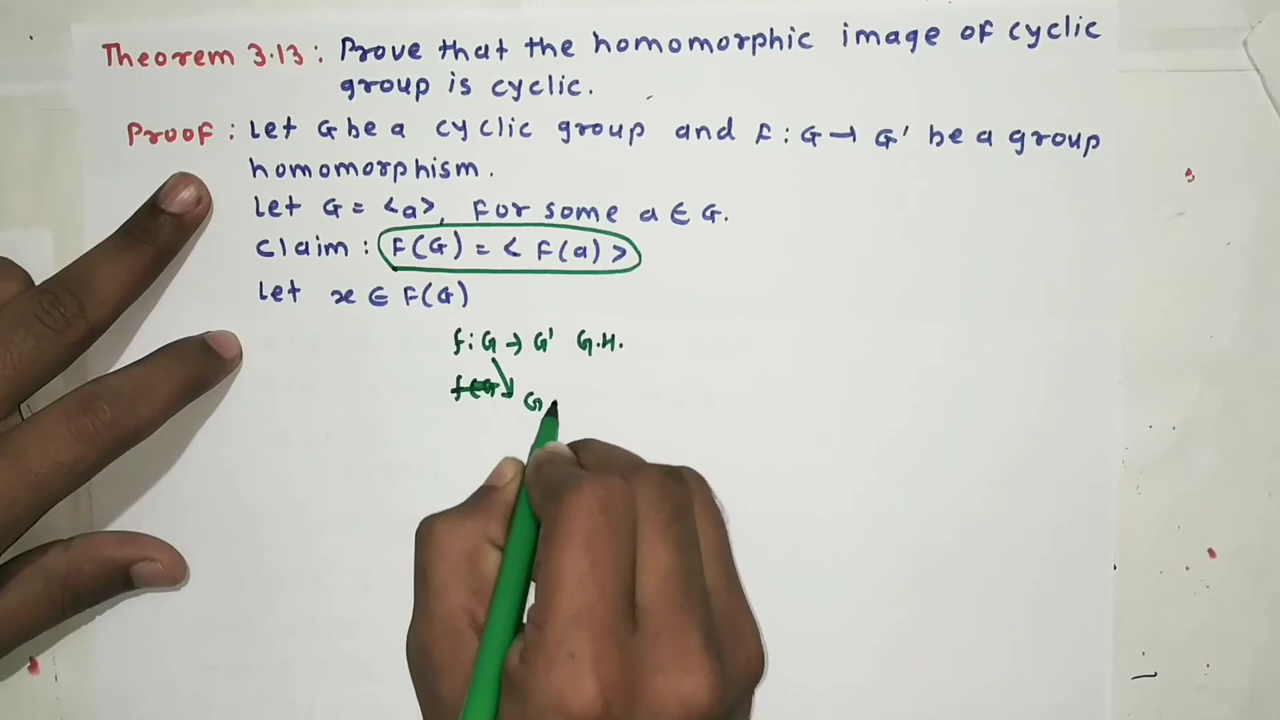 Theorem 3.13: Prove that the homomorphic image of cyclic
group is cyclic.
Proof: Let G be a cyclic group and f: G → G' be a group
homomorphism.
Let G = <a>, for some a ∈ G.
Claim: f(G) = < f(a) >
Let x ∈ f(G)
f: G → G' G.H.
G